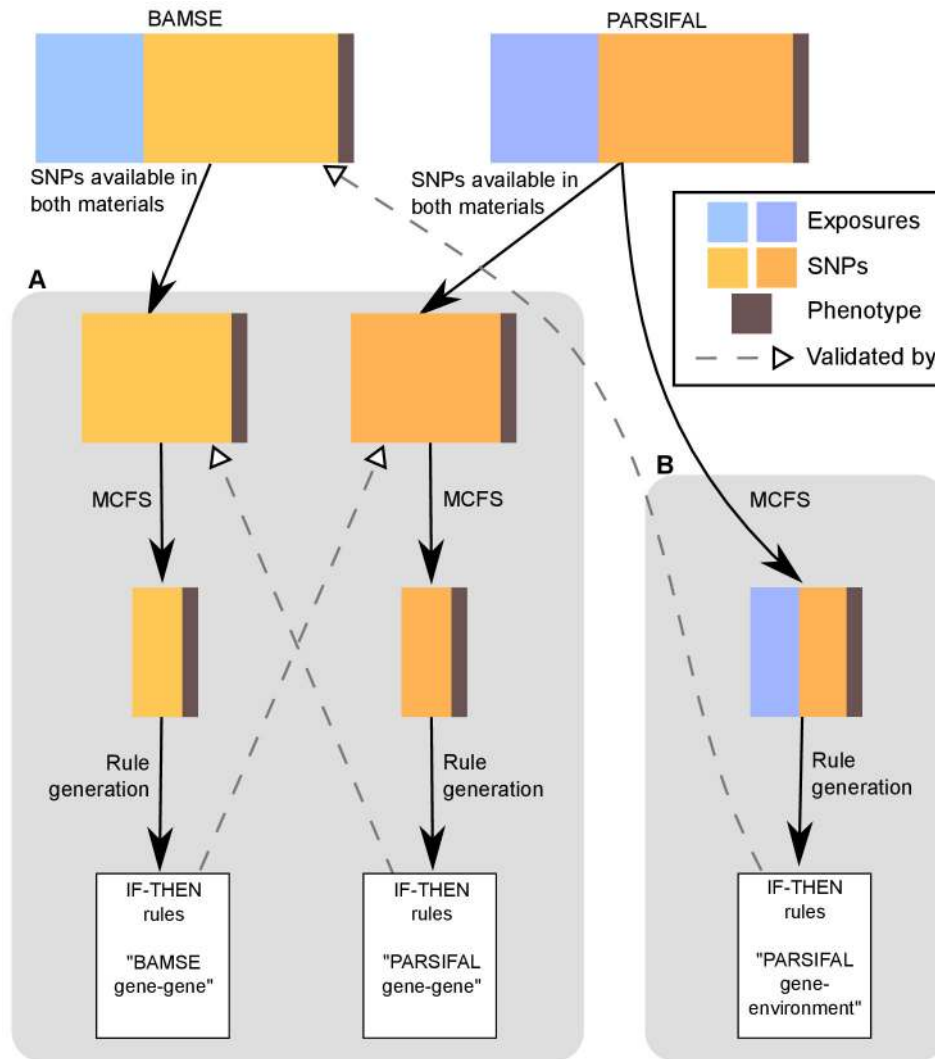 BAMSE
PARSIFAL
SNPs available in
both materials
SNPs available in
both materials
Exposures
SNPs
Phenotype
Validated by
A
B
MCFS
MCFS
MCFS
Rule
generation
Rule
generation
Rule
generation
IF-THEN
rules
"BAMSE
gene-gene"
IF-THEN
rules
"PARSIFAL
gene-gene"
IF-THEN
rules
"PARSIFAL
gene-
environment"